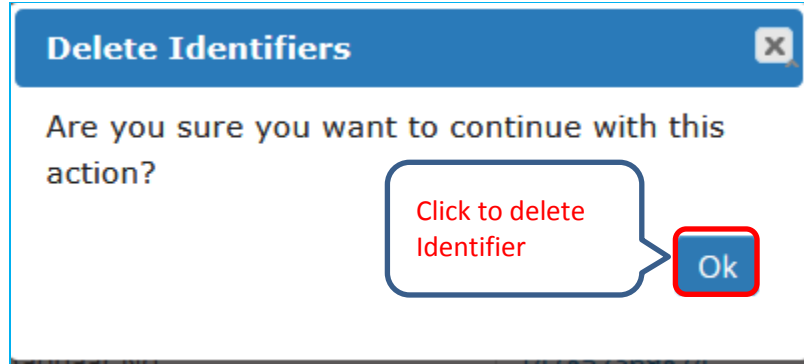 Delete Identifiers
Are you sure you want to continue with this
action?
Click to delete
Identifier
Ok